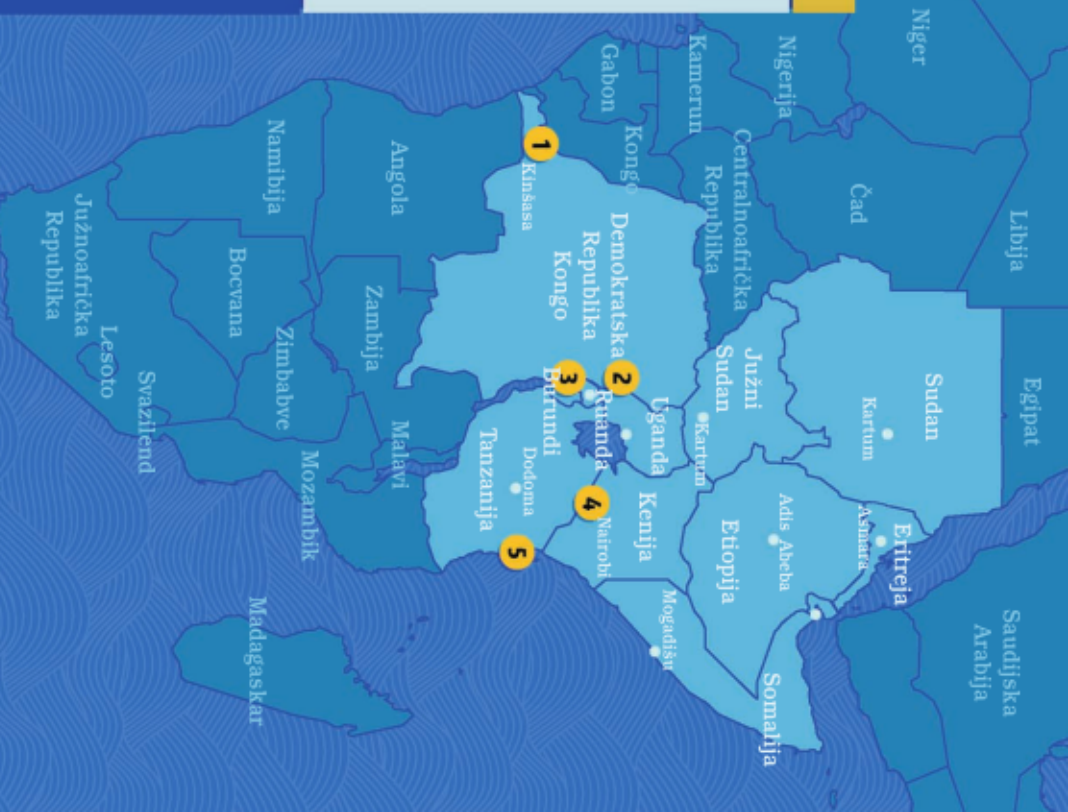 Libija
Egipat
Saudijska
Arabija
Niger
Čad
Sudan
Kartum
Eritreja
Asmara
Nigerija
Adis Abeba
Etiopija
Somalija
Južni
Sudan
Kartum
Centralnoafrička
Republika
Kamerun
Mogadišu
Uganda
Kenija
Nairobi
Gabon
Kongo
Demokratska
Republika
Kongo
2
Ruanda
4
3
Burundi
1
Kinšasa
Dodoma
5
Tanzanija
Angola
Malavi
Zambija
Mozambik
Namibija
Zimbabve
Madagaskar
Bocvana
Svazilend
Lesoto
Južnoafrička
Republika